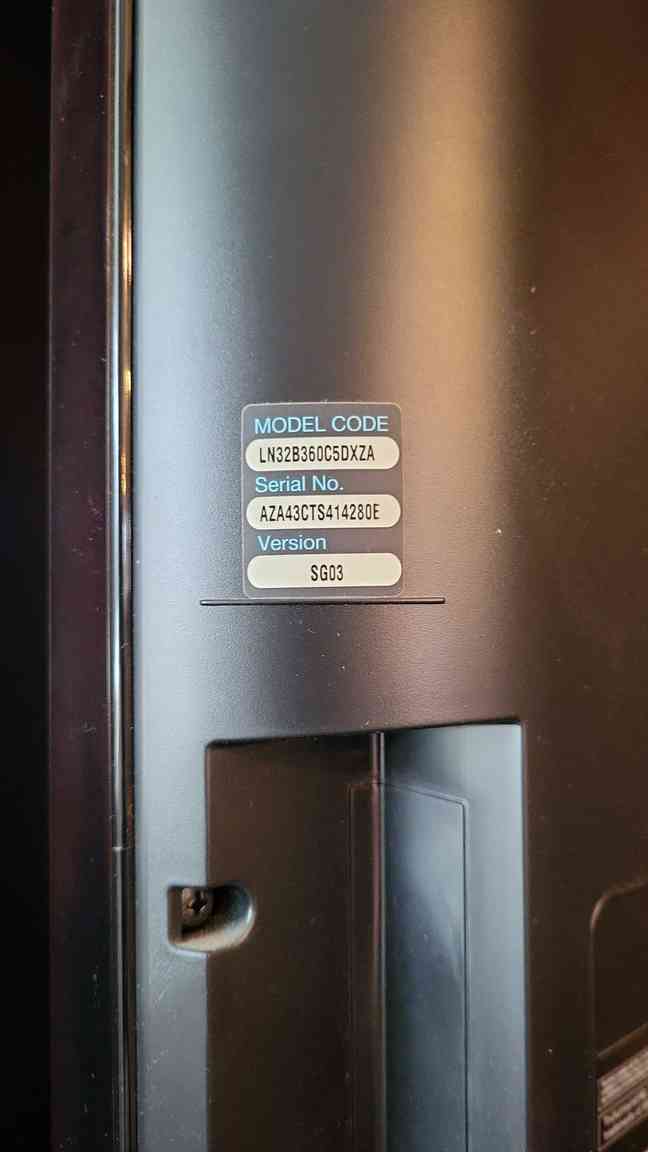 MODEL CODE
LN32B360C5DXZA
Serial No.
AZA43CTS414280E
Version
SG03